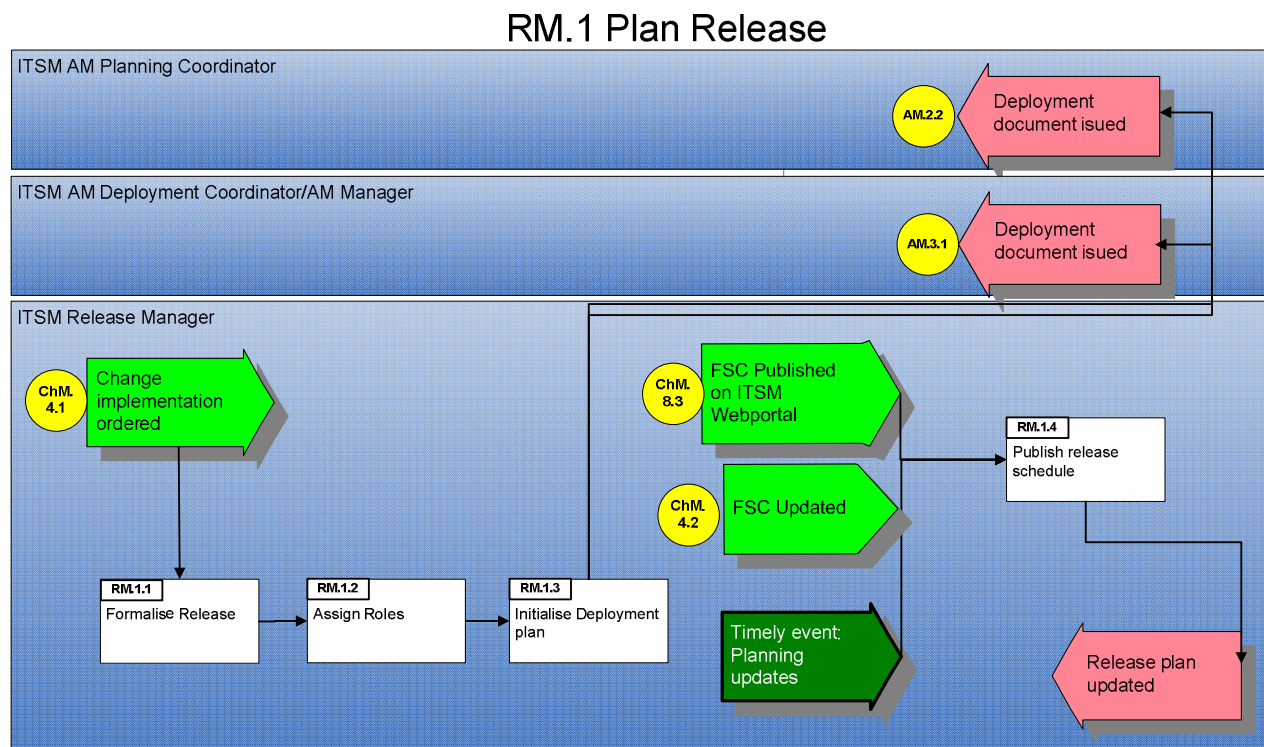 RM.1 Plan Release
ITSM AM Planning Coordinator
AM.2.2
Deployment
document isued
ITSM AM Deployment Coordinator/AM Manager
AM.3.1
Deployment
document isued
ITSM Release Manager
ChM.
4.1
Change
implementation
ordered
ChM.
8.3
FSC Published
on ITSM
Webportal
RM.1.4
Publish release
schedule
ChM.
4.2
FSC Updated
RM.1.1
Formalise Release
RM.1.2
Assign Roles
RM.1.3
Initialise Deployment
plan
Timely event:
Planning
updates
Release plan
updated